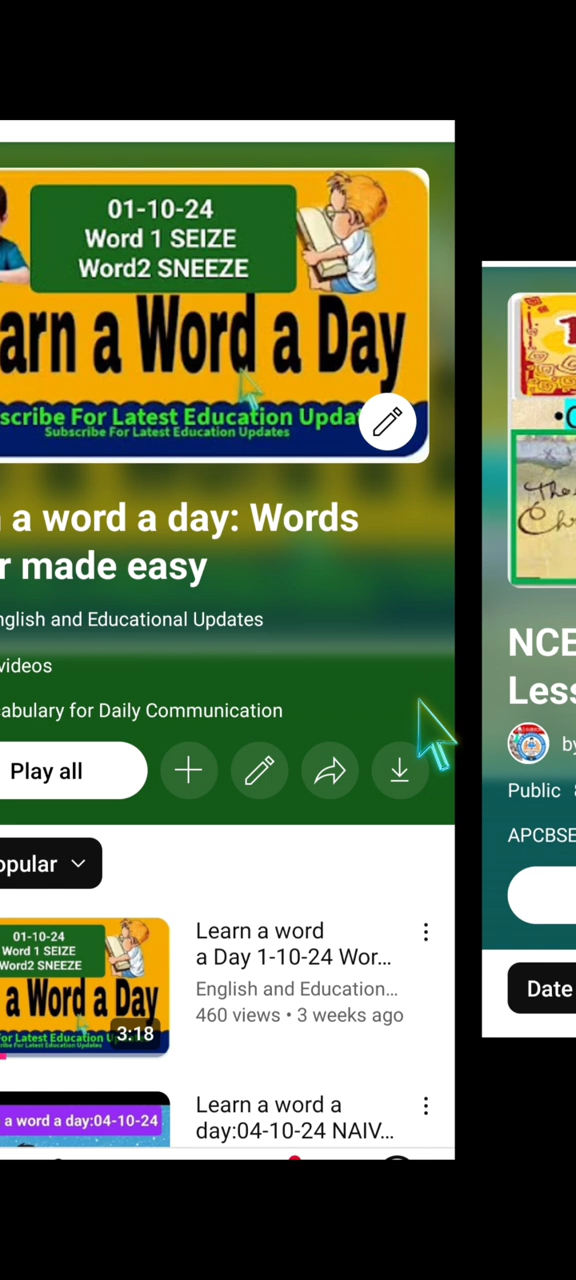 01-10-24
Word 1 SEIZE
Word2 SNEEZE
arn a Word a Day
scribe For Latest Education Upda
Subscribe For Latest Education Updates
a word a day: Words
r made easy
nglish and Educational Updates
videos
abulary for Daily Communication
Play all
opular
01-10-24
Word 1 SEIZE
Word2 SNEEZE
a Word a Day
For Latest Education
3:18
Learn a word
a Day 1-10-24 Wor...
English and Education...
460 views • 3 weeks ago
a word a day:04-10-24
Learn a word a
day:04-10-24 NAIV...
The
NCE
Less
by
Public
APCBSE
Date